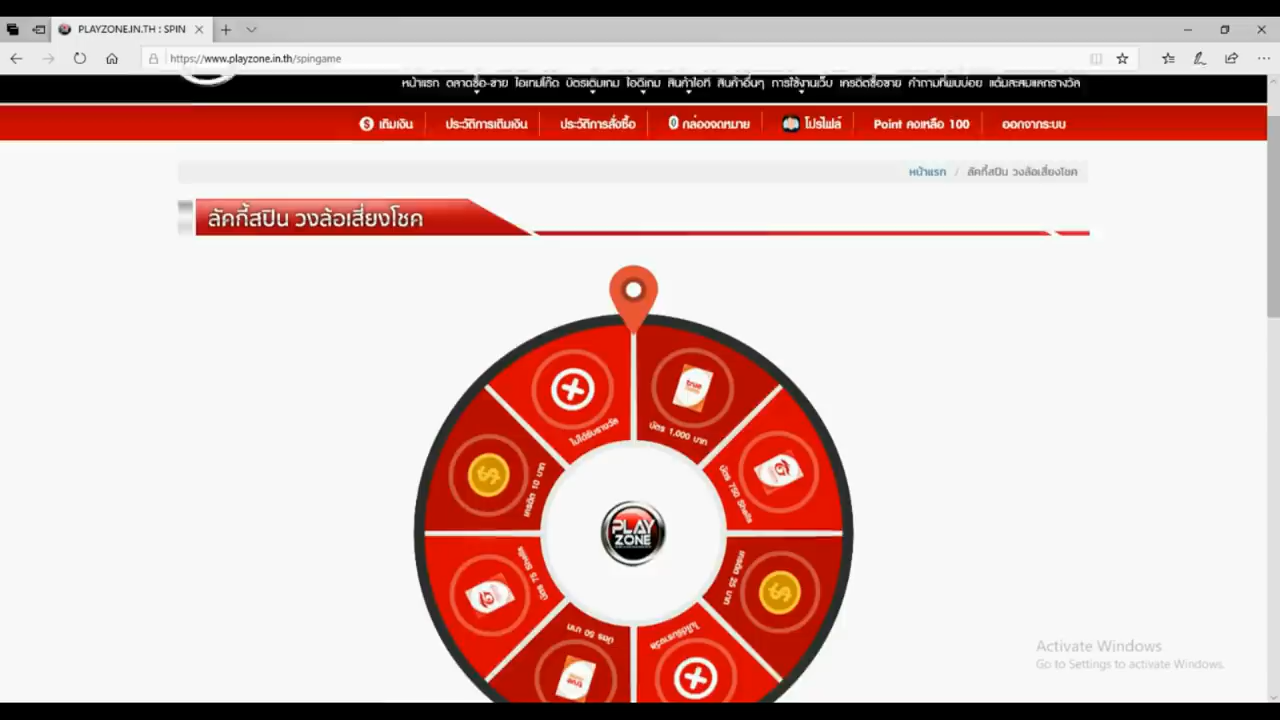 PLAYZONE.IN.TH : SPIN
https://www.playzone.in.th/spingame
หน้าแรก ตลาดซื้อ-ขาย ไอเทมโค๊ด บัตรเติมเกม ไอดีเกม สินค้าไอที สินค้าอื่นๆ การใช้งานเว็บ เครดิตซื้อขาย คำถามที่พบบ่อย แต้มสะสมแลกรางวัล
เติมเงิน ประวัติการเติมเงิน ประวัติการสั่งซื้อ 0 กล่องจดหมาย โปรไฟล์ Point คงเหลือ 100 ออกจากระบบ
หน้าแรก / ลัคกี้สปิน วงล้อเสี่ยงโชค
ลัคกี้สปิน วงล้อเสี่ยงโชค
true
ไม่ได้รับรางวัล
บัตร 1,000 บาท
เครดิต 10 บาท
บัตร 750 Shells
PLAY
ZONE
บัตร 75 Shells
เครดิต 25 บาท
บัตร 50 บาท
ไม่ได้รับรางวัล
true
Activate Windows
Go to Settings to activate Windows.